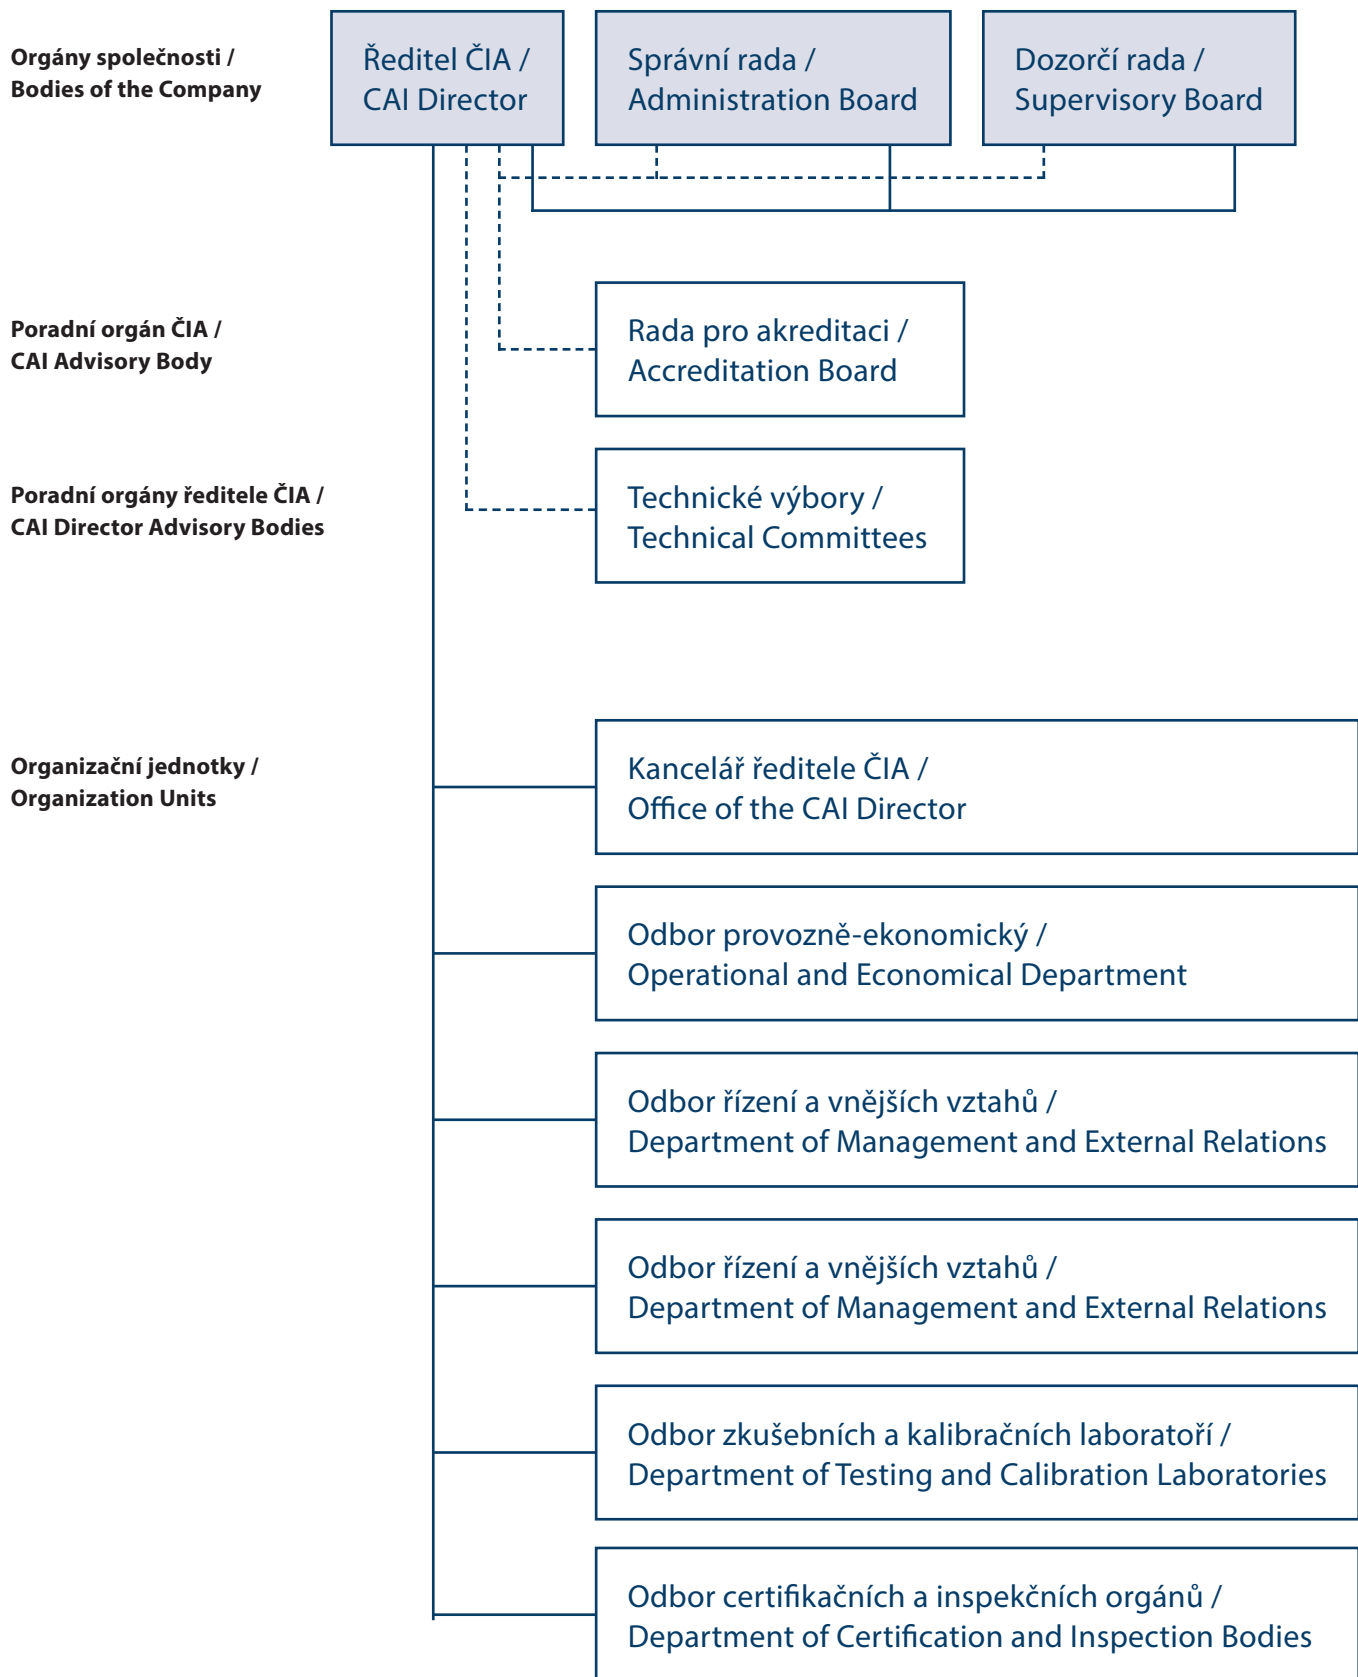 Orgány společnosti /
Bodies of the Company
Ředitel ČIA /
CAI Director
Správní rada /
Administration Board
Dozorčí rada /
Supervisory Board
Poradní orgán ČIA /
CAI Advisory Body
Rada pro akreditaci /
Accreditation Board
Poradní orgány ředitele ČIA /
CAI Director Advisory Bodies
Technické výbory /
Technical Committees
Organizační jednotky /
Organization Units
Kancelář ředitele ČIA /
Office of the CAI Director
Odbor provozně-ekonomický /
Operational and Economical Department
Odbor řízení a vnějších vztahů /
Department of Management and External Relations
Odbor řízení a vnějších vztahů /
Department of Management and External Relations
Odbor zkušebních a kalibračních laboratoří /
Department of Testing and Calibration Laboratories
Odbor certifikačních a inspekčních orgánů /
Department of Certification and Inspection Bodies